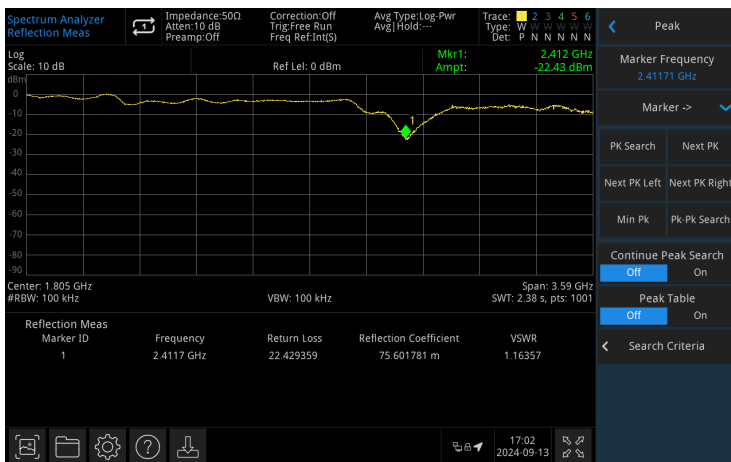 Spectrum Analyzer
Reflection Meas
Impedance:50Ω
Atten:10 dB
Preamp:Off
Correction:Off
Trig:Free Run
Freq Ref:Int(S)
Avg Type:Log-Pwr
Avg|Hold:---
Trace: 2 3 4 5 6
Type: W W W W W W
Det: P N N N N N
Log
Scale: 10 dB
Ref Lel: 0 dBm
Mkr1: 2.412 GHz
Ampt: -22.43 dBm
dBm
0
-10
-20
-30
-40
-50
-60
-70
-80
-90
1
Center: 1.805 GHz
#RBW: 100 kHz
VBW: 100 kHz
Span: 3.59 GHz
SWT: 2.38 s, pts: 1001
Reflection Meas
Marker ID Frequency Return Loss Reflection Coefficient VSWR
1 2.4117 GHz 22.429359 75.601781 m 1.16357
17:02
2024-09-13
Peak
Marker Frequency
2.41171 GHz
Marker ->
PK Search Next PK
Next PK Left Next PK Right
Min Pk Pk-Pk Search
Continue Peak Search
Off On
Peak Table
Off On
Search Criteria